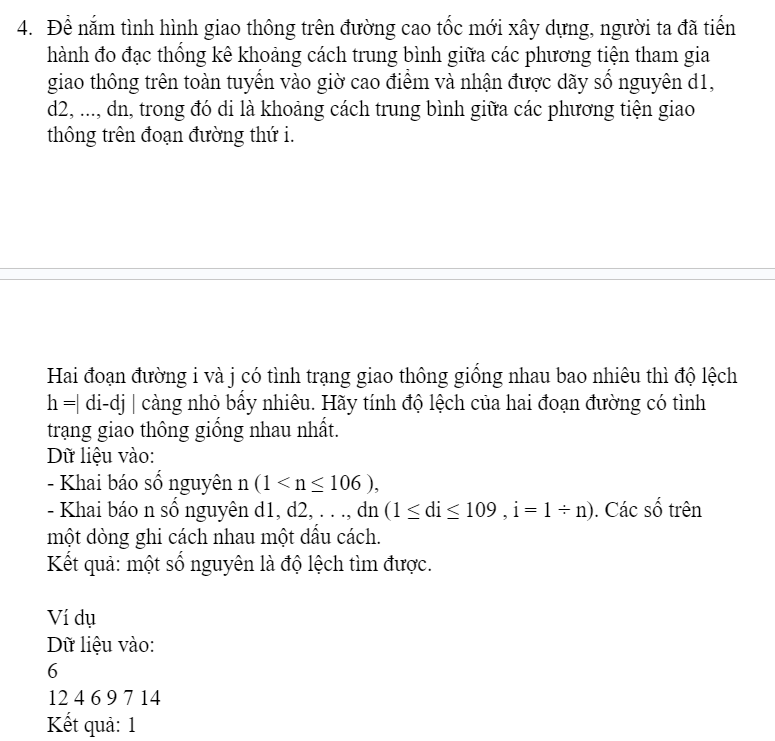 4. Để nắm tình hình giao thông trên đường cao tốc mới xây dựng, người ta đã tiến
hành đo đạc thống kê khoảng cách trung bình giữa các phương tiện tham gia
giao thông trên toàn tuyến vào giờ cao điểm và nhận được dãy số nguyên d1,
d2, ..., dn, trong đó di là khoảng cách trung bình giữa các phương tiện giao
thông trên đoạn đường thứ i.
Hai đoạn đường i và j có tình trạng giao thông giống nhau bao nhiêu thì độ lệch
h =| di-dj | càng nhỏ bấy nhiêu. Hãy tính độ lệch của hai đoạn đường có tình
trạng giao thông giống nhau nhất.
Dữ liệu vào:
- Khai báo số nguyên n (1 < n ≤ 106 ),
- Khai báo n số nguyên d1, d2, . . ., dn (1 ≤ di ≤ 109 , i = 1 ÷ n). Các số trên
một dòng ghi cách nhau một dấu cách.
Kết quả: một số nguyên là độ lệch tìm được.
Ví dụ
Dữ liệu vào:
6
12 4 6 9 7 14
Kết quả: 1